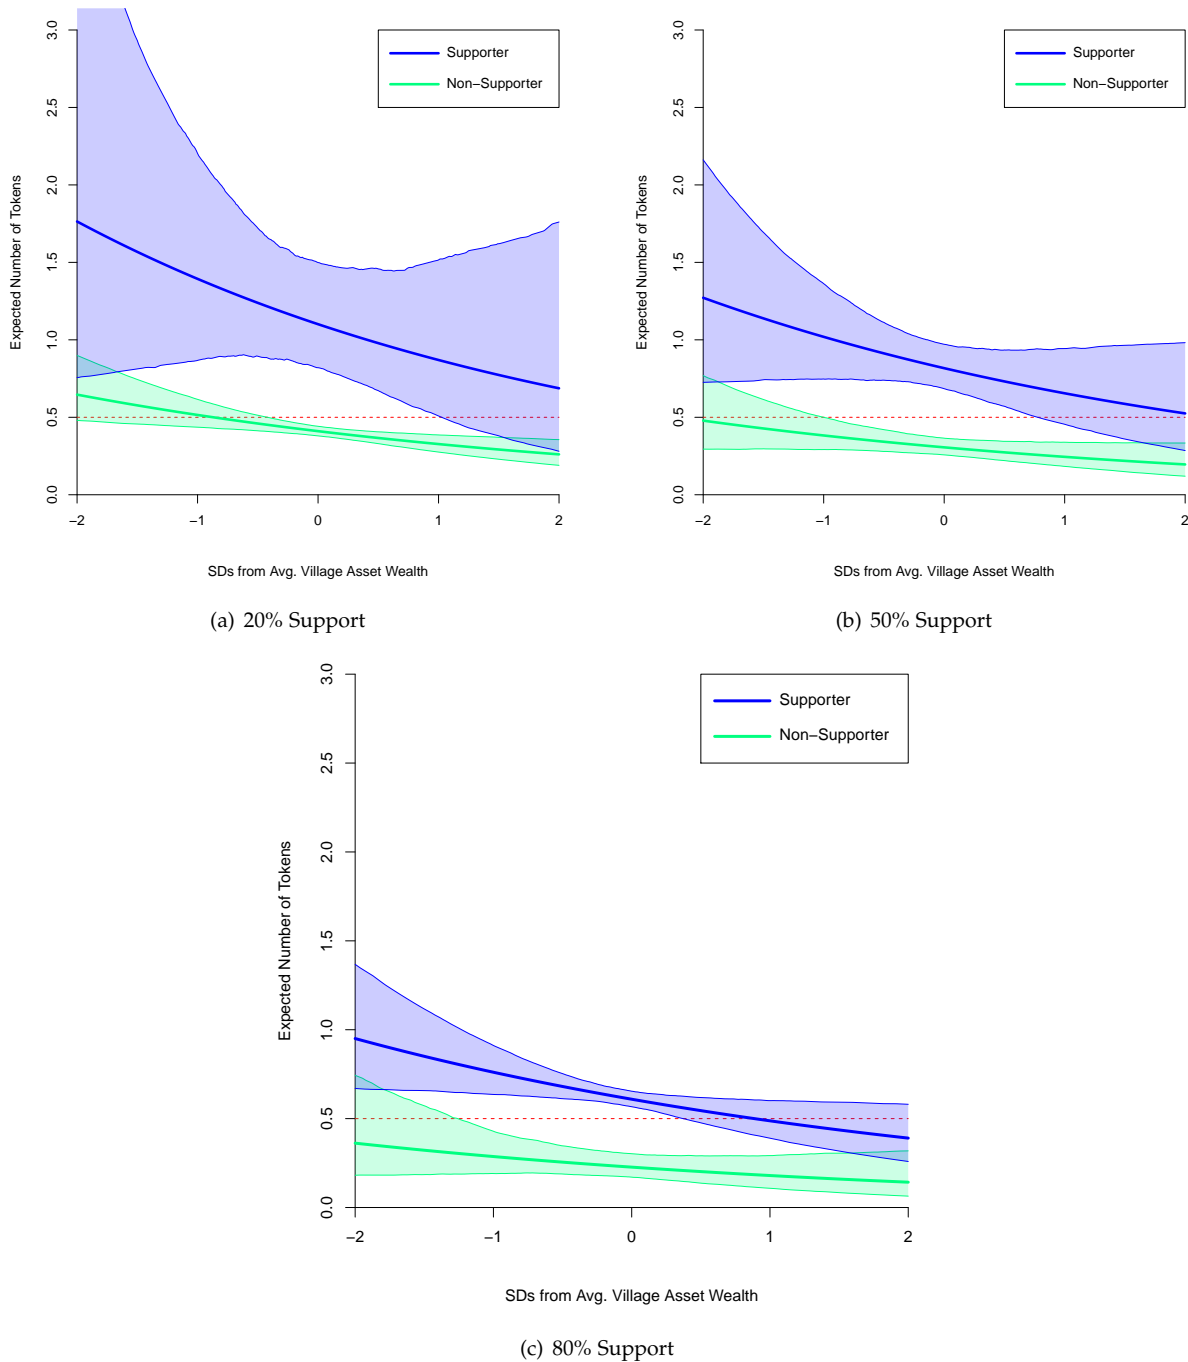 Expected Number of Tokens
3.0
2.5
2.0
1.5
1.0
0.5
0.0
Supporter
Non−Supporter
−2 −1 0 1 2
SDs from Avg. Village Asset Wealth
(a) 20% Support
Expected Number of Tokens
3.0
2.5
2.0
1.5
1.0
0.5
0.0
Supporter
Non−Supporter
−2 −1 0 1 2
SDs from Avg. Village Asset Wealth
(b) 50% Support
Expected Number of Tokens
3.0
2.5
2.0
1.5
1.0
0.5
0.0
Supporter
Non−Supporter
−2 −1 0 1 2
SDs from Avg. Village Asset Wealth
(c) 80% Support